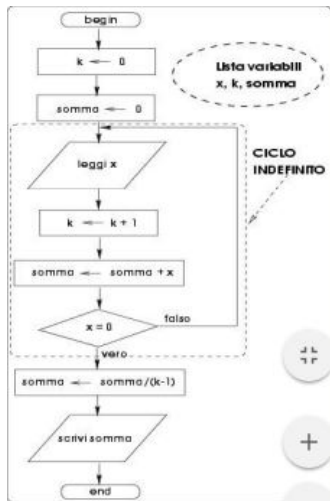 begin
k ← 0
Lista variabili
x, k, somma
somma ← 0
CICLO
INDEFINITO
leggi x
k ← k + 1
somma ← somma + x
x = 0
falso
vero
somma ← somma/(k-1)
scrivi somma
end